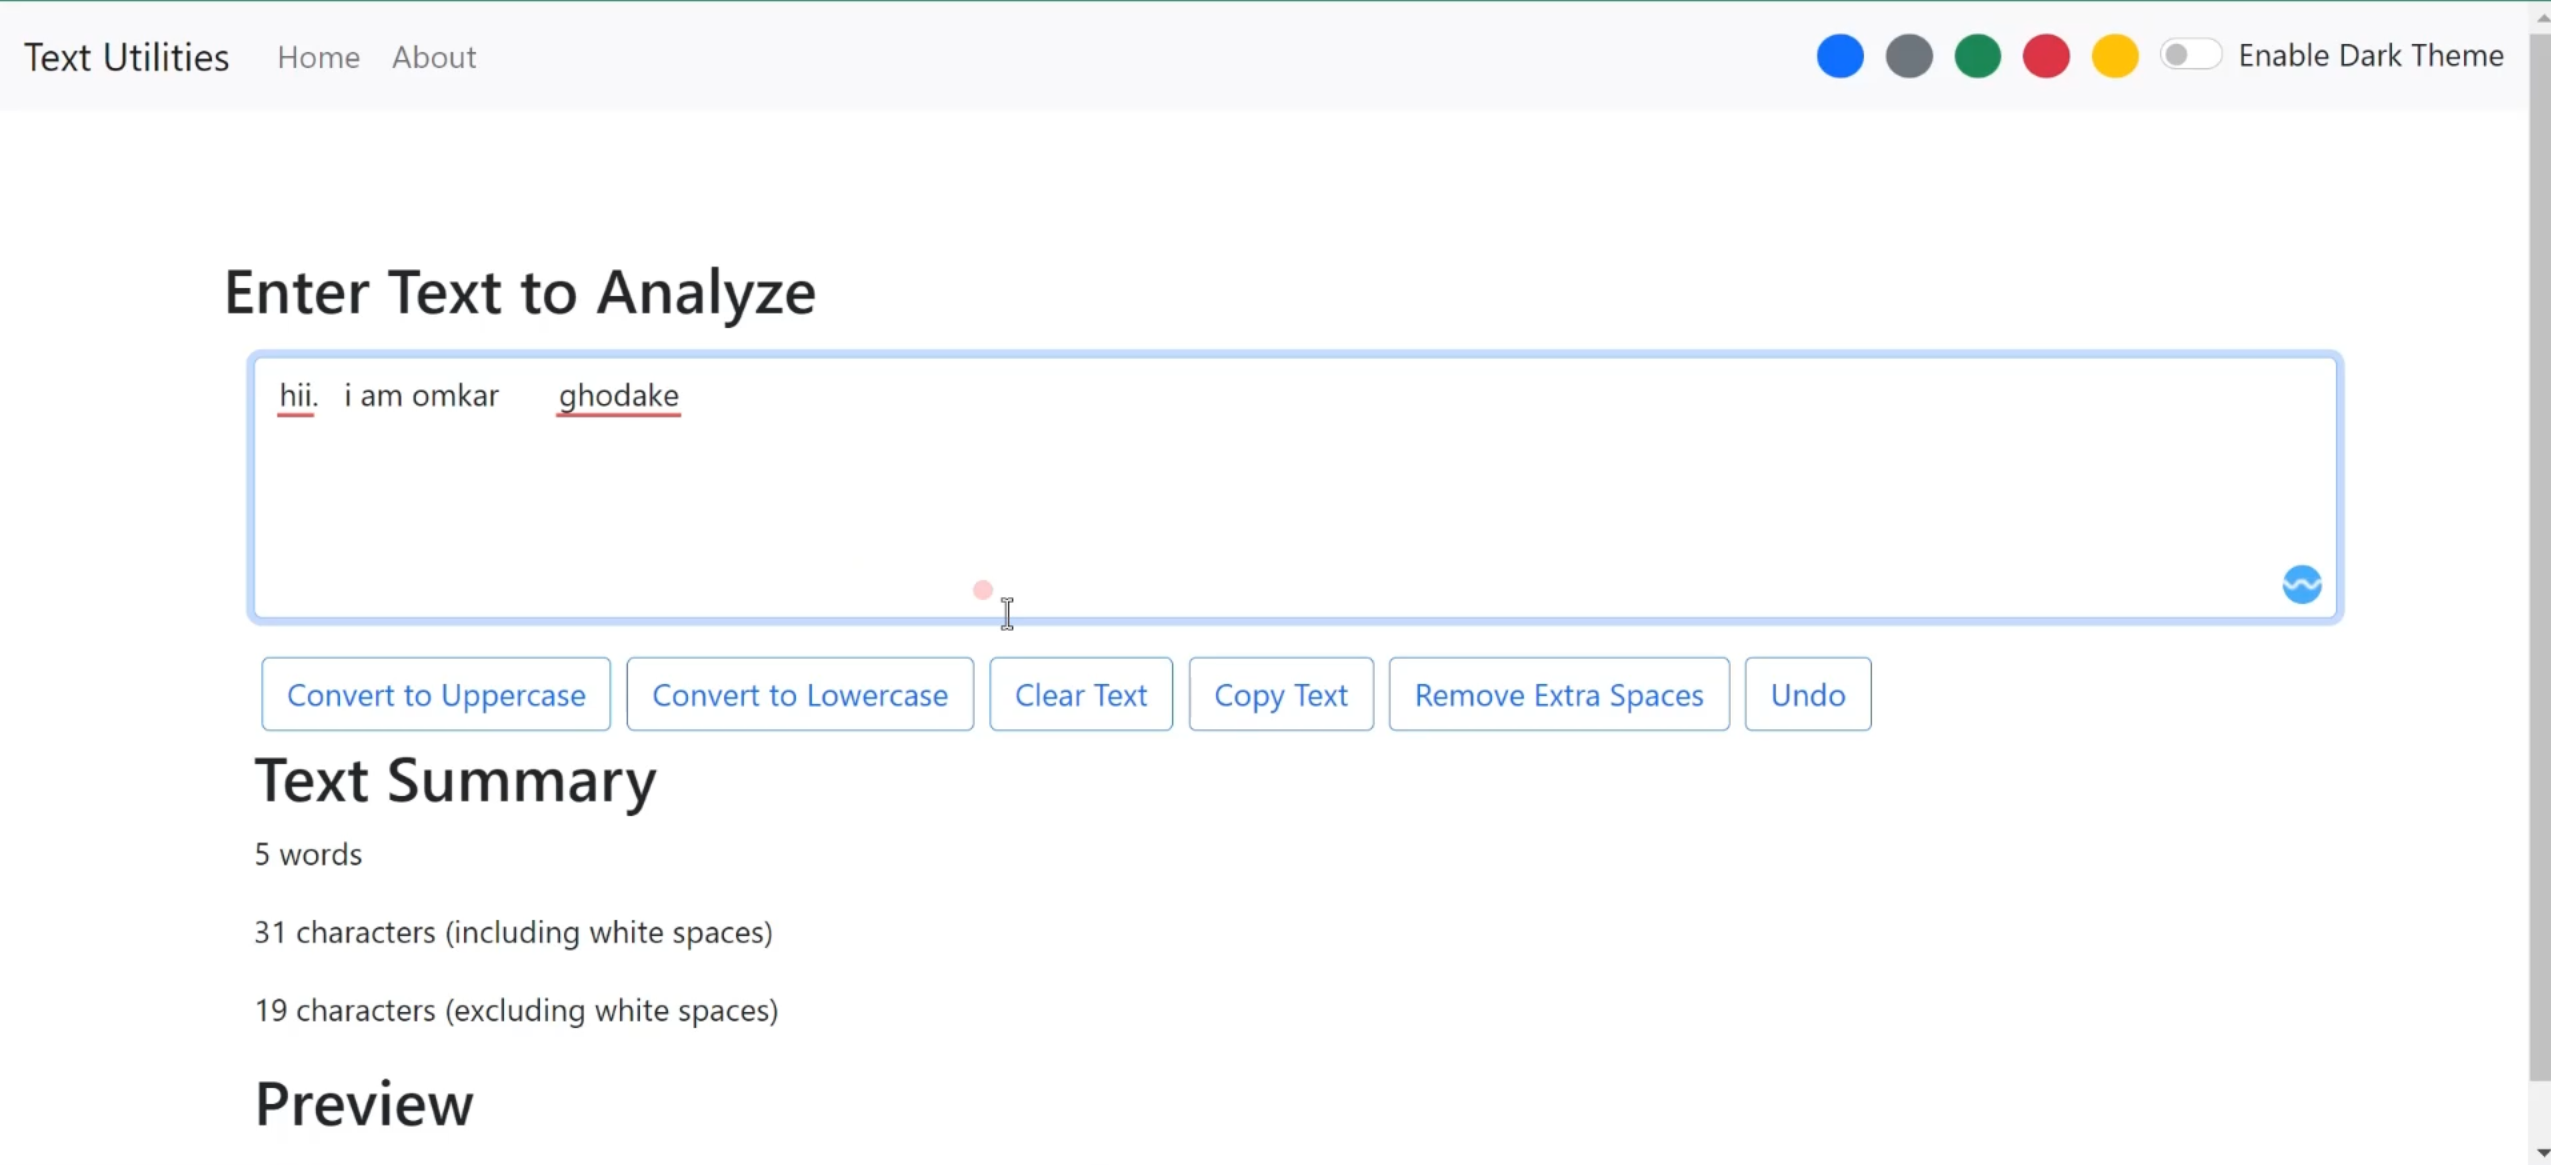 Text Utilities Home About Enable Dark Theme
Enter Text to Analyze
hii.   i am omkar       ghodake
Convert to Uppercase Convert to Lowercase Clear Text Copy Text Remove Extra Spaces Undo
Text Summary
5 words
31 characters (including white spaces)
19 characters (excluding white spaces)
Preview